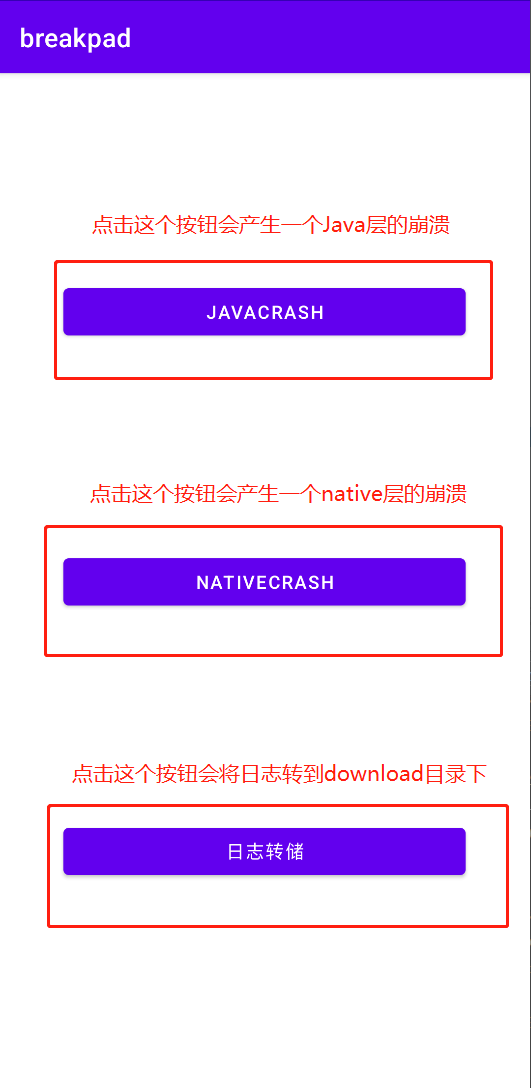 breakpad
点击这个按钮会产生一个Java层的崩溃
JAVACRASH
点击这个按钮会产生一个native层的崩溃
NATIVECRASH
点击这个按钮会将日志转到download目录下
日志转储